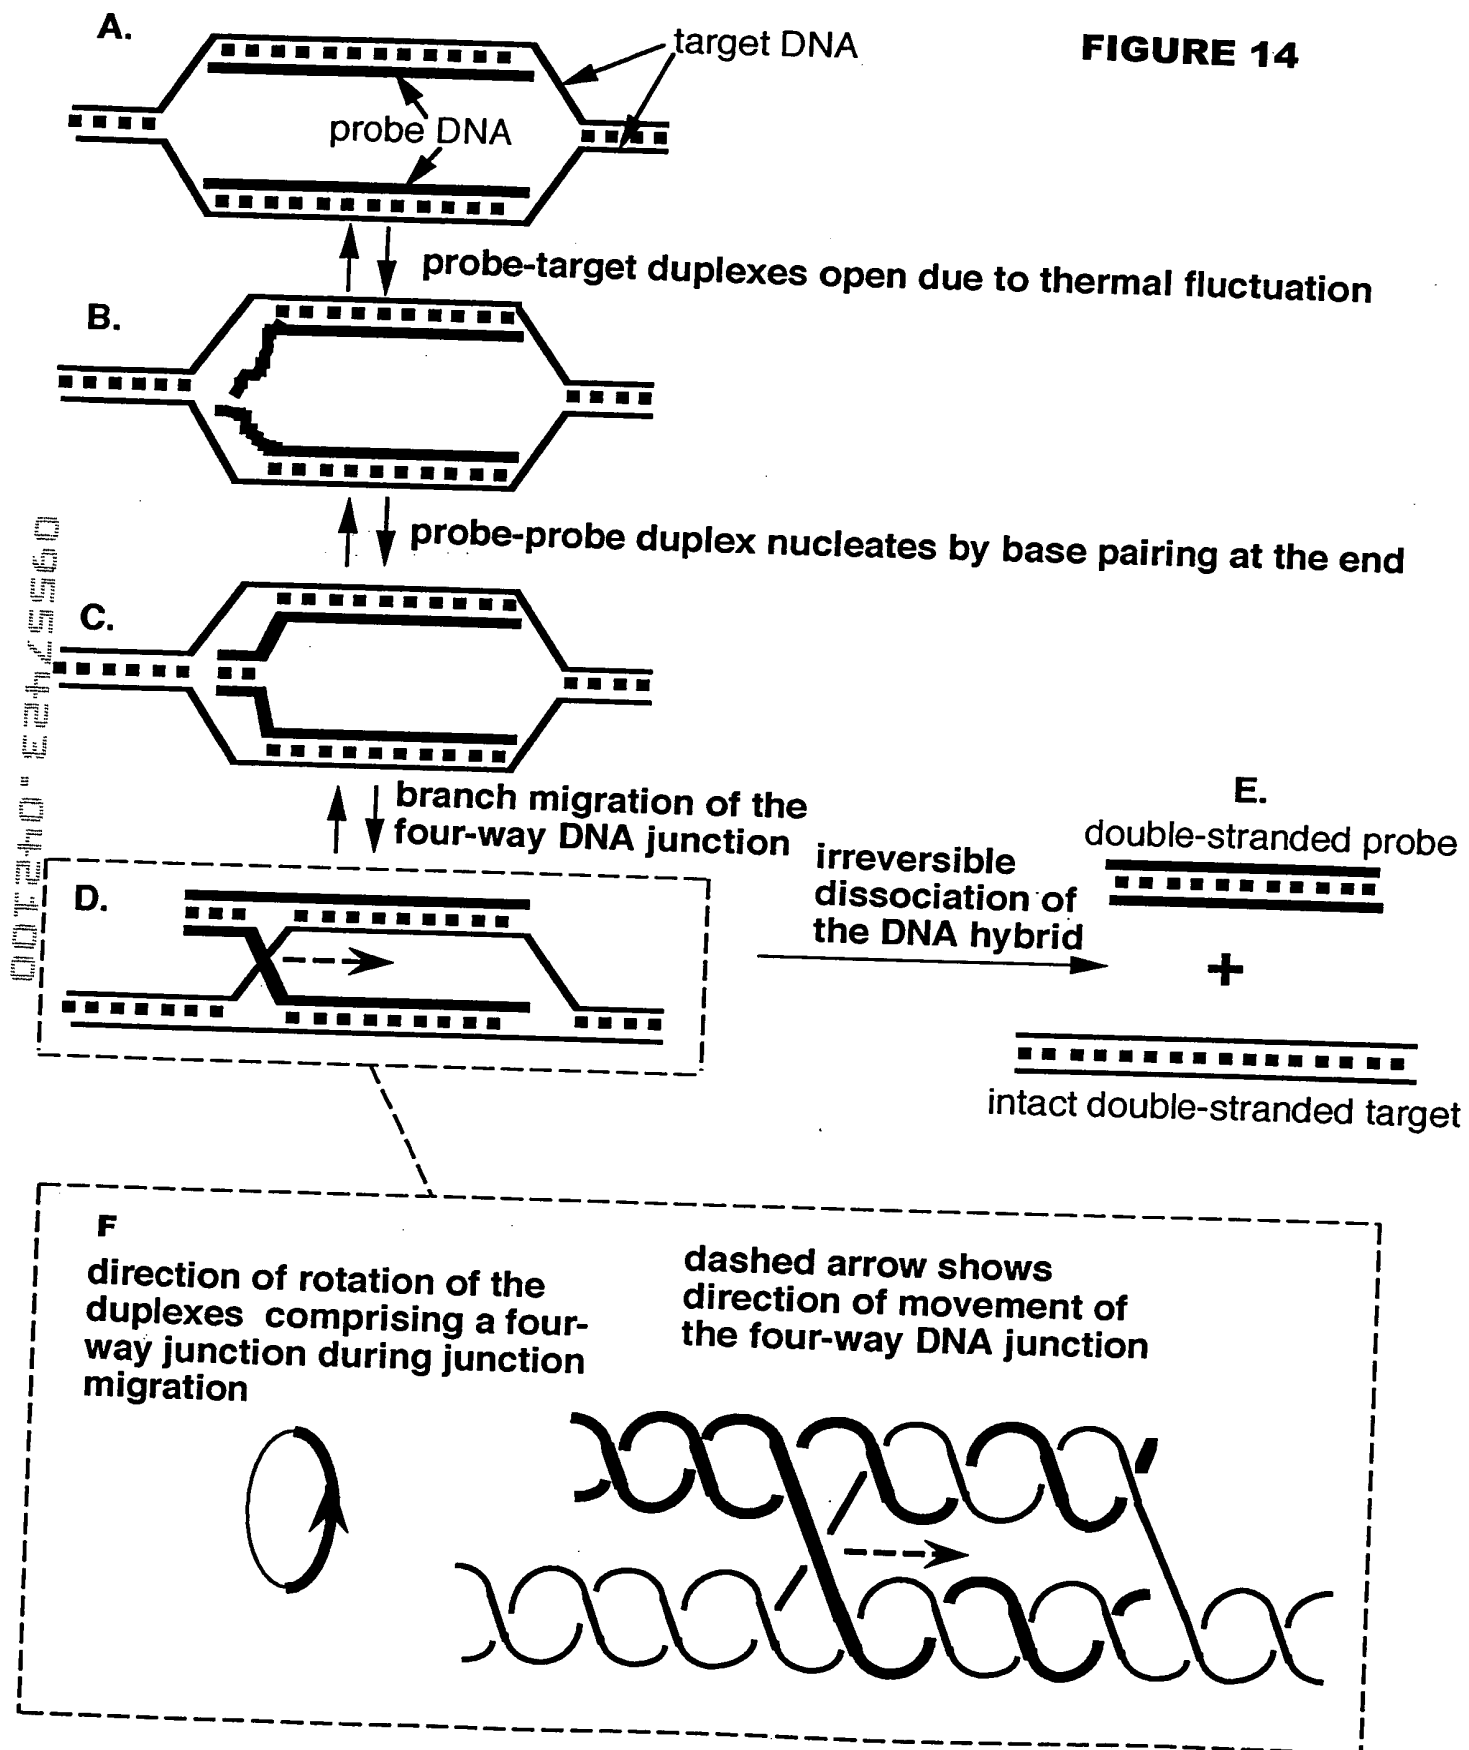 A.
FIGURE 14
target DNA
probe DNA
probe-target duplexes open due to thermal fluctuation
B.
probe-probe duplex nucleates by base pairing at the end
C.
branch migration of the
four-way DNA junction
D.
irreversible
dissociation of
the DNA hybrid
E.
double-stranded probe
+
intact double-stranded target
F
direction of rotation of the
duplexes comprising a four-
way junction during junction
migration
dashed arrow shows
direction of movement of
the four-way DNA junction
09557423.042100